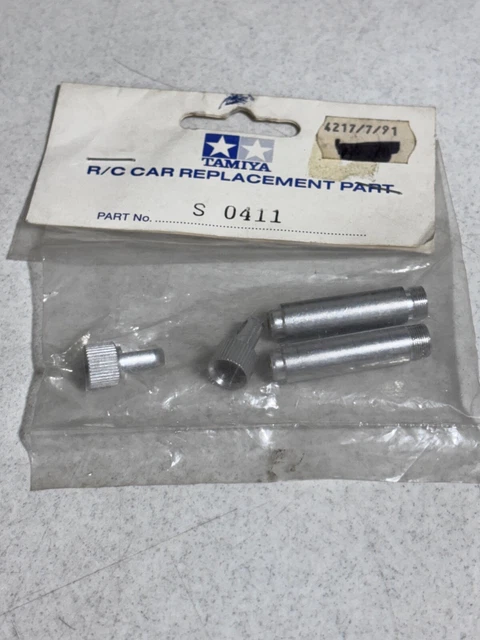 4217/7/91
TAMIYA
R/C CAR REPLACEMENT PART
PART No. S 0411